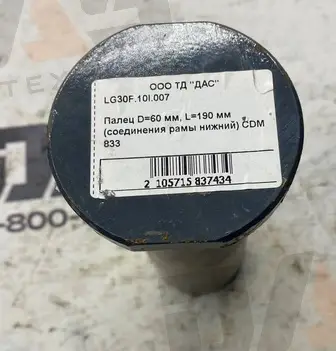 ООО ТД "ДАС"
LG30F.10I.007
Палец D=60 мм, L=190 мм
(соединения рамы нижний) CDM
833
2 105715 837434
-800-